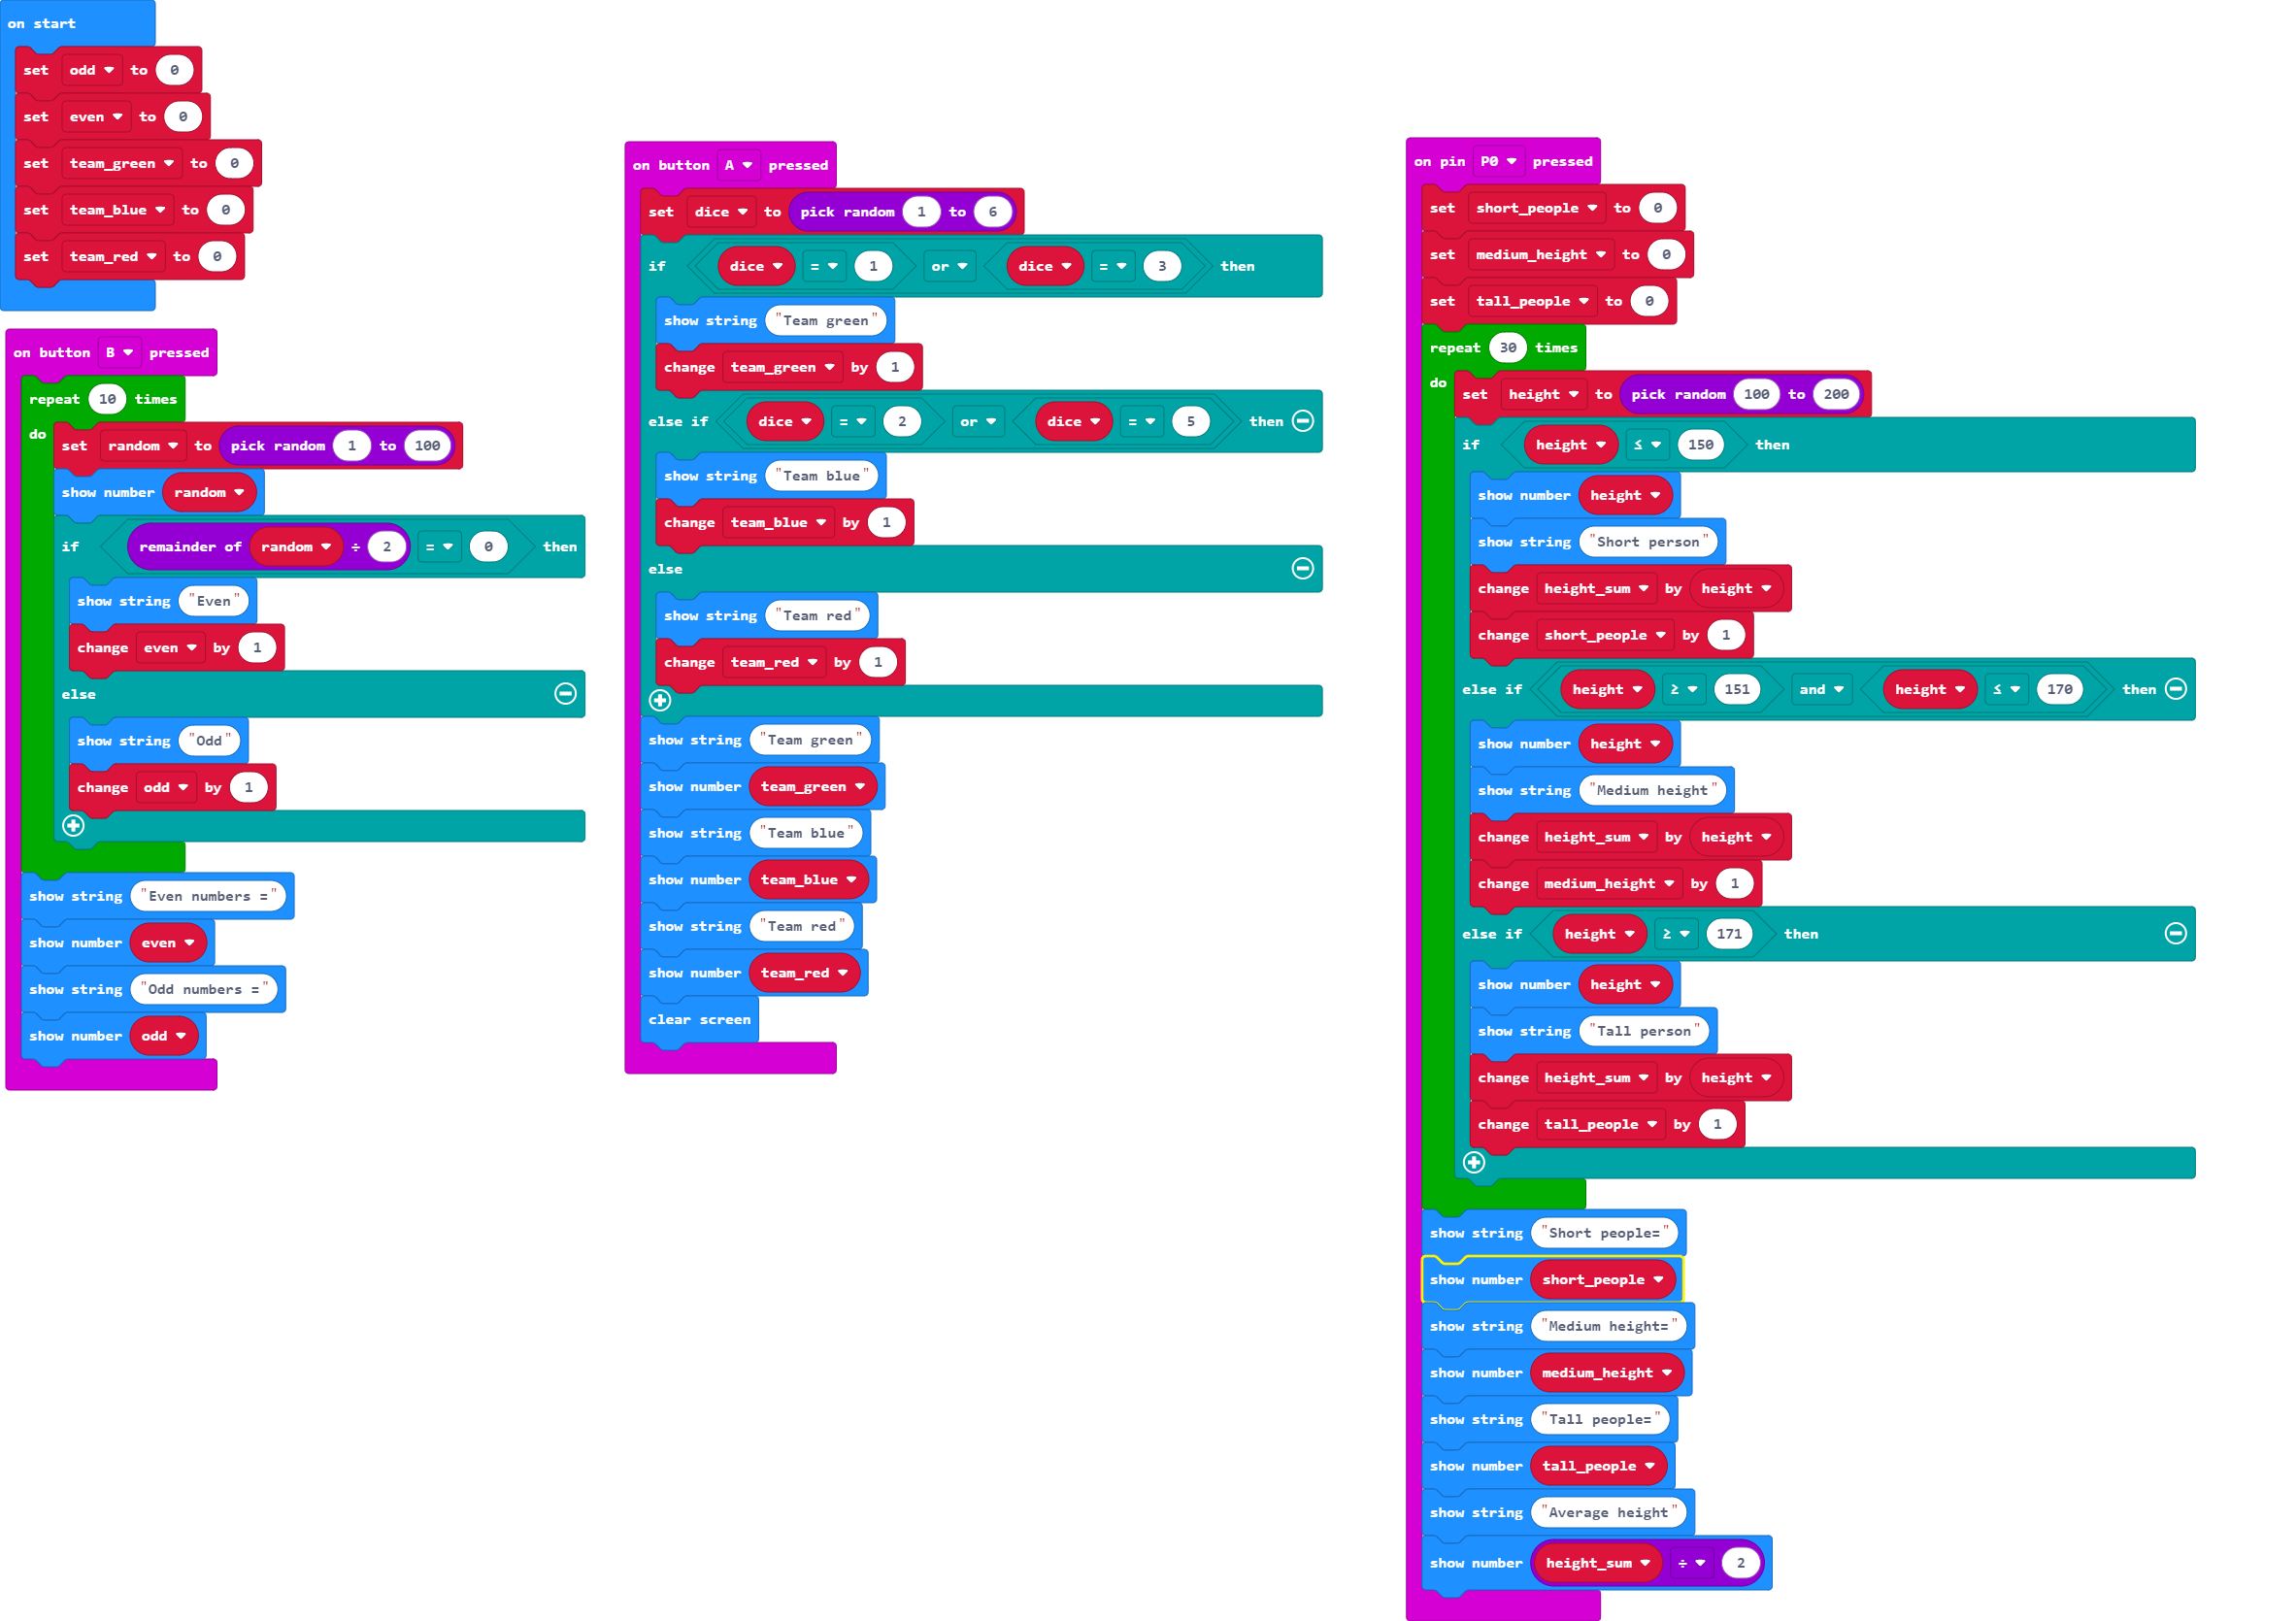 on start
set odd to 0
set even to 0
set team_green to 0
set team_blue to 0
set team_red to 0
on button B pressed
repeat 10 times
do
set random to pick random 1 to 100
show number random
if remainder of random ÷ 2 = 0 then
show string "Even"
change even by 1
else
show string "Odd"
change odd by 1
show string "Even numbers ="
show number even
show string "Odd numbers ="
show number odd
on button A pressed
set dice to pick random 1 to 6
if dice = 1 or dice = 3 then
show string "Team green"
change team_green by 1
else if dice = 2 or dice = 5 then
show string "Team blue"
change team_blue by 1
else
show string "Team red"
change team_red by 1
show string "Team green"
show number team_green
show string "Team blue"
show number team_blue
show string "Team red"
show number team_red
clear screen
on pin P0 pressed
set short_people to 0
set medium_height to 0
set tall_people to 0
repeat 30 times
do
set height to pick random 100 to 200
if height ≤ 150 then
show number height
show string "Short person"
change height_sum by height
change short_people by 1
else if height ≥ 151 and height ≤ 170 then
show number height
show string "Medium height"
change height_sum by height
change medium_height by 1
else if height ≥ 171 then
show number height
show string "Tall person"
change height_sum by height
change tall_people by 1
show string "Short people="
show number short_people
show string "Medium height="
show number medium_height
show string "Tall people="
show number tall_people
show string "Average height"
show number height_sum ÷ 2